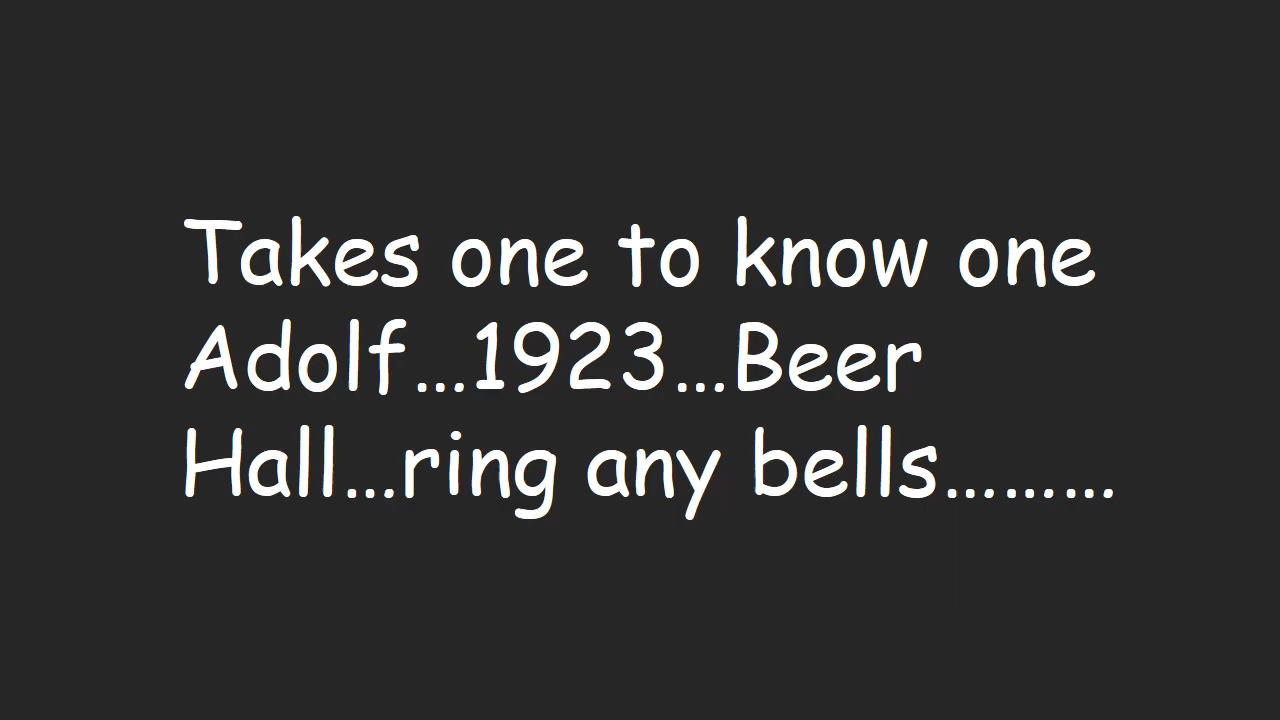 Takes one to know one
Adolf...1923...Beer
Hall...ring any bells.........